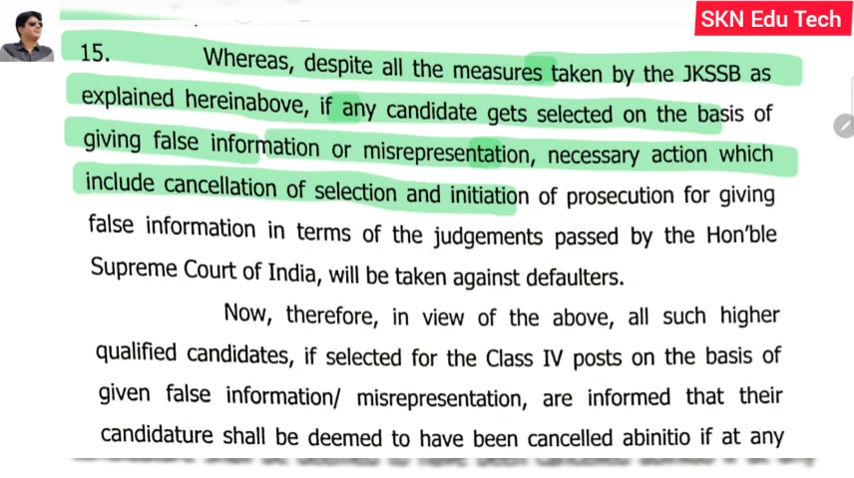 SKN Edu Tech
15. Whereas, despite all the measures taken by the JKSSB as
explained hereinabove, if any candidate gets selected on the basis of
giving false information or misrepresentation, necessary action which
include cancellation of selection and initiation of prosecution for giving
false information in terms of the judgements passed by the Hon'ble
Supreme Court of India, will be taken against defaulters.
Now, therefore, in view of the above, all such higher
qualified candidates, if selected for the Class IV posts on the basis of
given false information/ misrepresentation, are informed that their
candidature shall be deemed to have been cancelled abinitio if at any